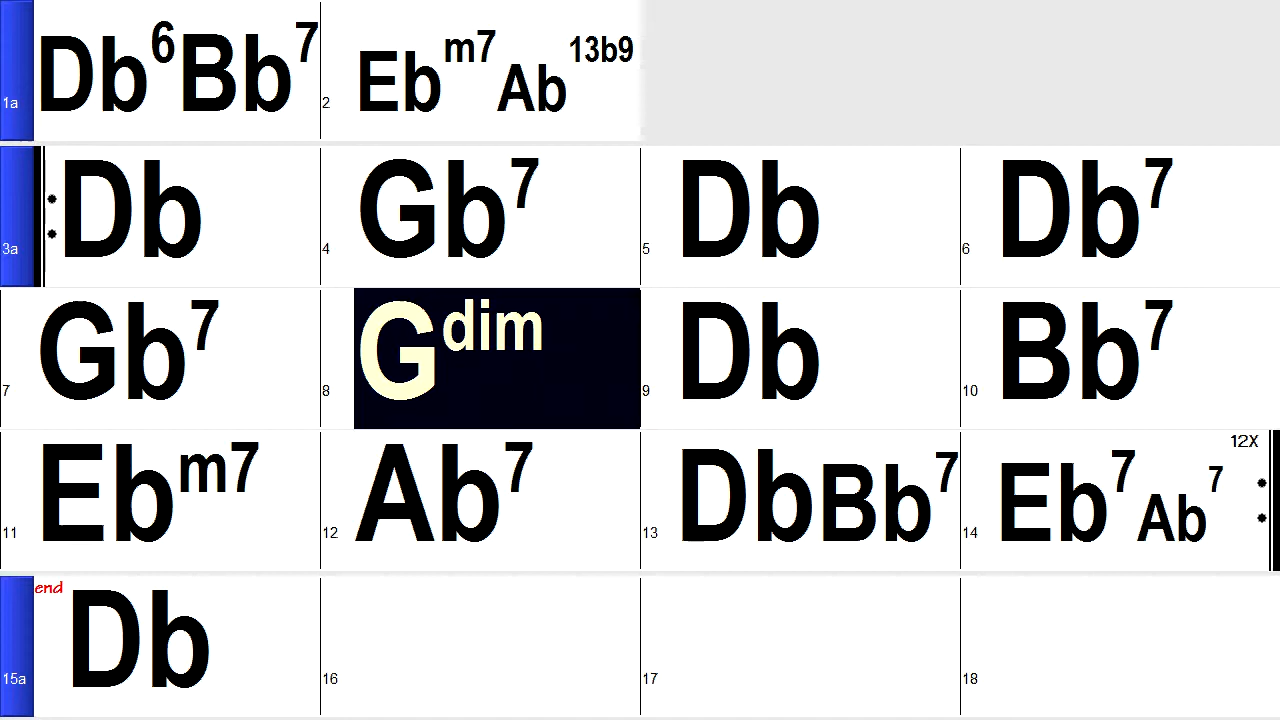 1a Db6 Bb7 2 Ebm7 Ab13b9
3a Db 4 Gb7 5 Db 6 Db7
7 Gb7 8 Gdim 9 Db 10 Bb7
12X
11 Ebm7 12 Ab7 13 Db Bb7 14 Eb7 Ab7
end
15a Db 16 17 18